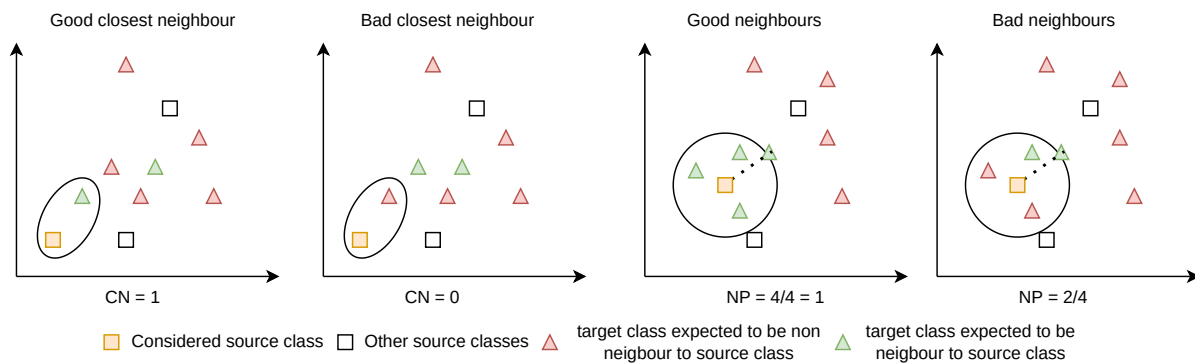 Good closest neighbour
Bad closest neighbour
Good neighbours
Bad neighbours
CN = 1
CN = 0
NP = 4/4 = 1
NP = 2/4
Considered source class
Other source classes
target class expected to be non
neigbour to source class
target class expected to be
neigbour to source class